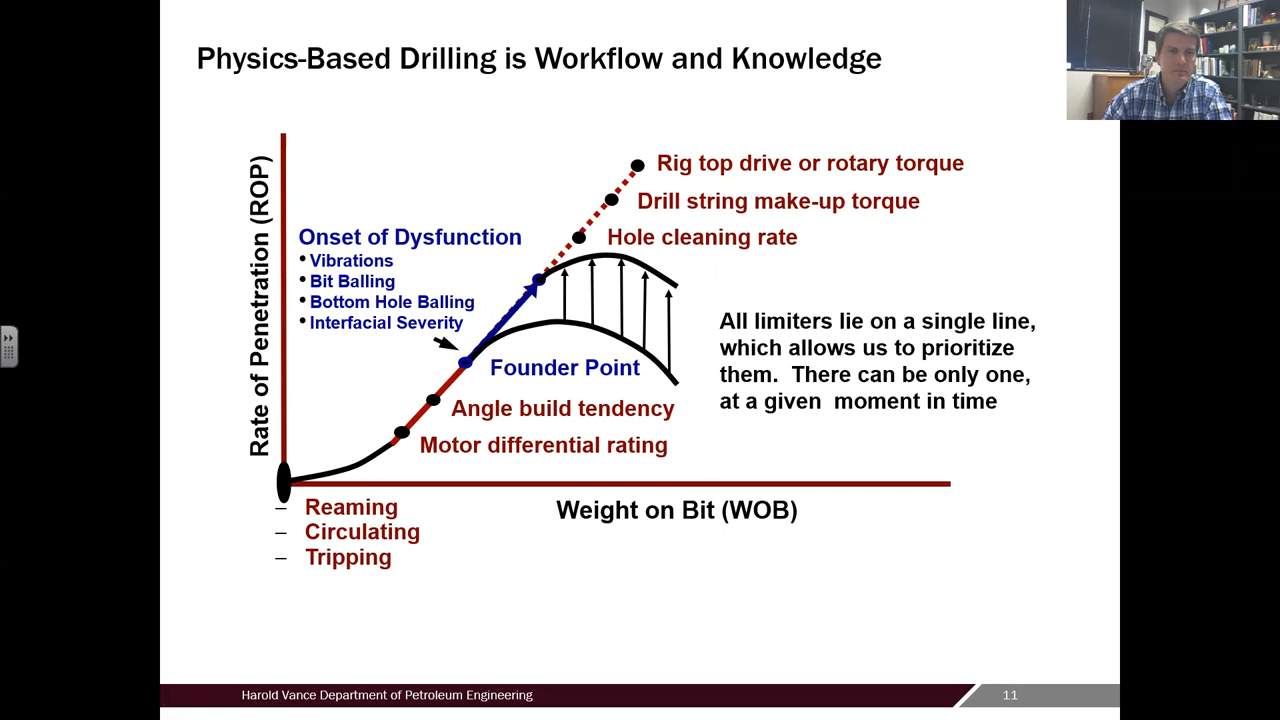 Physics-Based Drilling is Workflow and Knowledge
Rate of Penetration (ROP)
Rig top drive or rotary torque
Drill string make-up torque
Hole cleaning rate
Onset of Dysfunction
• Vibrations
• Bit Balling
• Bottom Hole Balling
• Interfacial Severity
Founder Point
Angle build tendency
Motor differential rating
All limiters lie on a single line,
which allows us to prioritize
them. There can be only one,
at a given moment in time
– Reaming
– Circulating
– Tripping
Weight on Bit (WOB)
Harold Vance Department of Petroleum Engineering
11